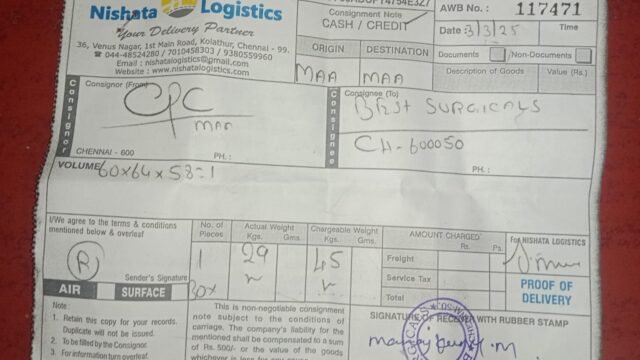 Nishata Logistics
Your Delivery Partner
36, Venus Nagar, 1st Main Road, Kolathur, Chennai - 99.
044-48524280 / 7010458303 / 9380559960
Email : nishatalogistics@gmail.com
Website : www.nishatalogistics.com
Consignment Note
CASH / CREDIT
ORIGIN DESTINATION
MAA MAA
AWB No. : 117471
Date 3/3/25 Time
Documents Non-Documents
Description of Goods Value (Rs.)
Consignor
Consignor (From)
CPC
MAA
CHENNAI - 600 PH. :
Consignee
Consignee (To)
BEST SURGICALS
CH-600050
PH. :
VOLUME 60x64x58=1
I/We agree to the terms & conditions
mentioned below & overleaf
R
Sender's Signature
AIR SURFACE
No. of Pieces
1
BOX
Actual Weight
Kgs. Gms.
29
Chargeable Weight
Kgs. Gms.
45
AMOUNT CHARGED
Rs. Ps.
Freight
Service Tax
Total
For NISHATA LOGISTICS
PROOF OF
DELIVERY
Note :
1. Retain this copy for your records.
Duplicate will not be issued.
2. To be filled by the Consignor.
3. For information turn overleaf.
This is non-negotiable consignment
note subject to the conditions of
carriage. The company's liability for the
mentioned shall be compensated to a sum
of Rs. 500/- or the value of the goods
whichever is less for any
SIGNATURE OF RECEIVER WITH RUBBER STAMP